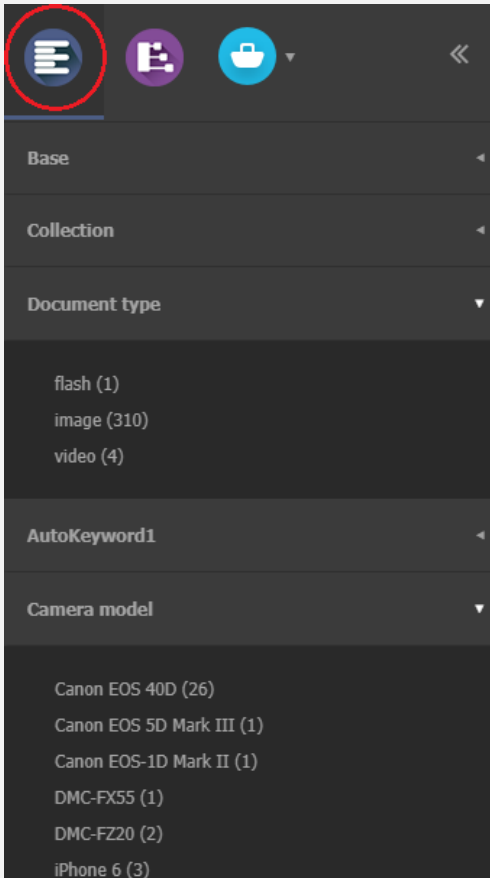 Base
Collection
Document type
flash (1)
image (310)
video (4)
AutoKeyword1
Camera model
Canon EOS 40D (26)
Canon EOS 5D Mark III (1)
Canon EOS-1D Mark II (1)
DMC-FX55 (1)
DMC-FZ20 (2)
iPhone 6 (3)